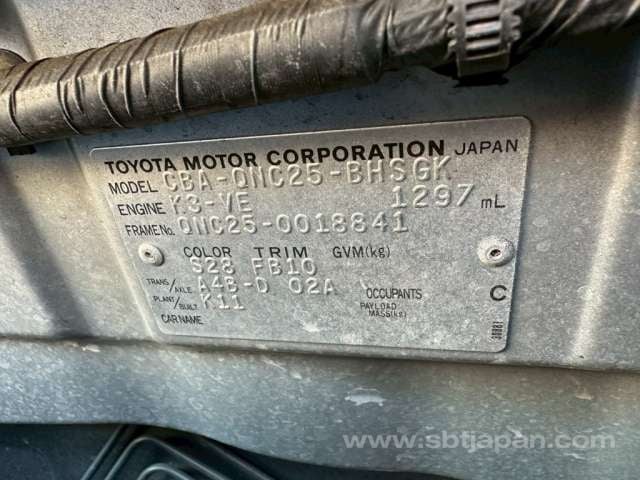 TOYOTA MOTOR CORPORATION JAPAN
MODEL CBA-QNC25-BHSGK
ENGINE K3-VE 1297 mL
FRAME No. QNC25-0018841
COLOR TRIM GVM(kg)
S28 FB10
TRANS/AXLE A4B-D 02A OCCUPANTS C
PLANT/BUILT K11 PAYLOAD MASS(kg)
CAR NAME
www.sbtjapan.com